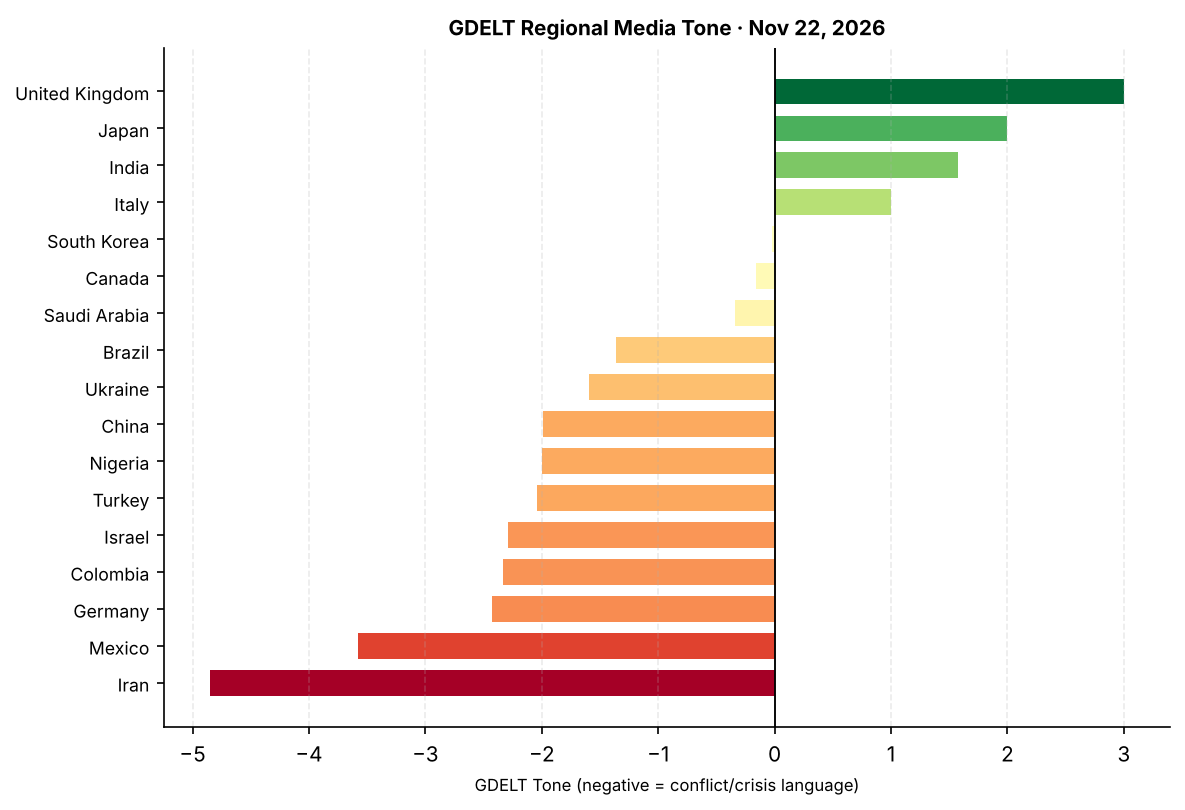 GDELT Regional Media Tone · Nov 22, 2026
United Kingdom
Japan
India
Italy
South Korea
Canada
Saudi Arabia
Brazil
Ukraine
China
Nigeria
Turkey
Israel
Colombia
Germany
Mexico
Iran
−5 −4 −3 −2 −1 0 1 2 3
GDELT Tone (negative = conflict/crisis language)